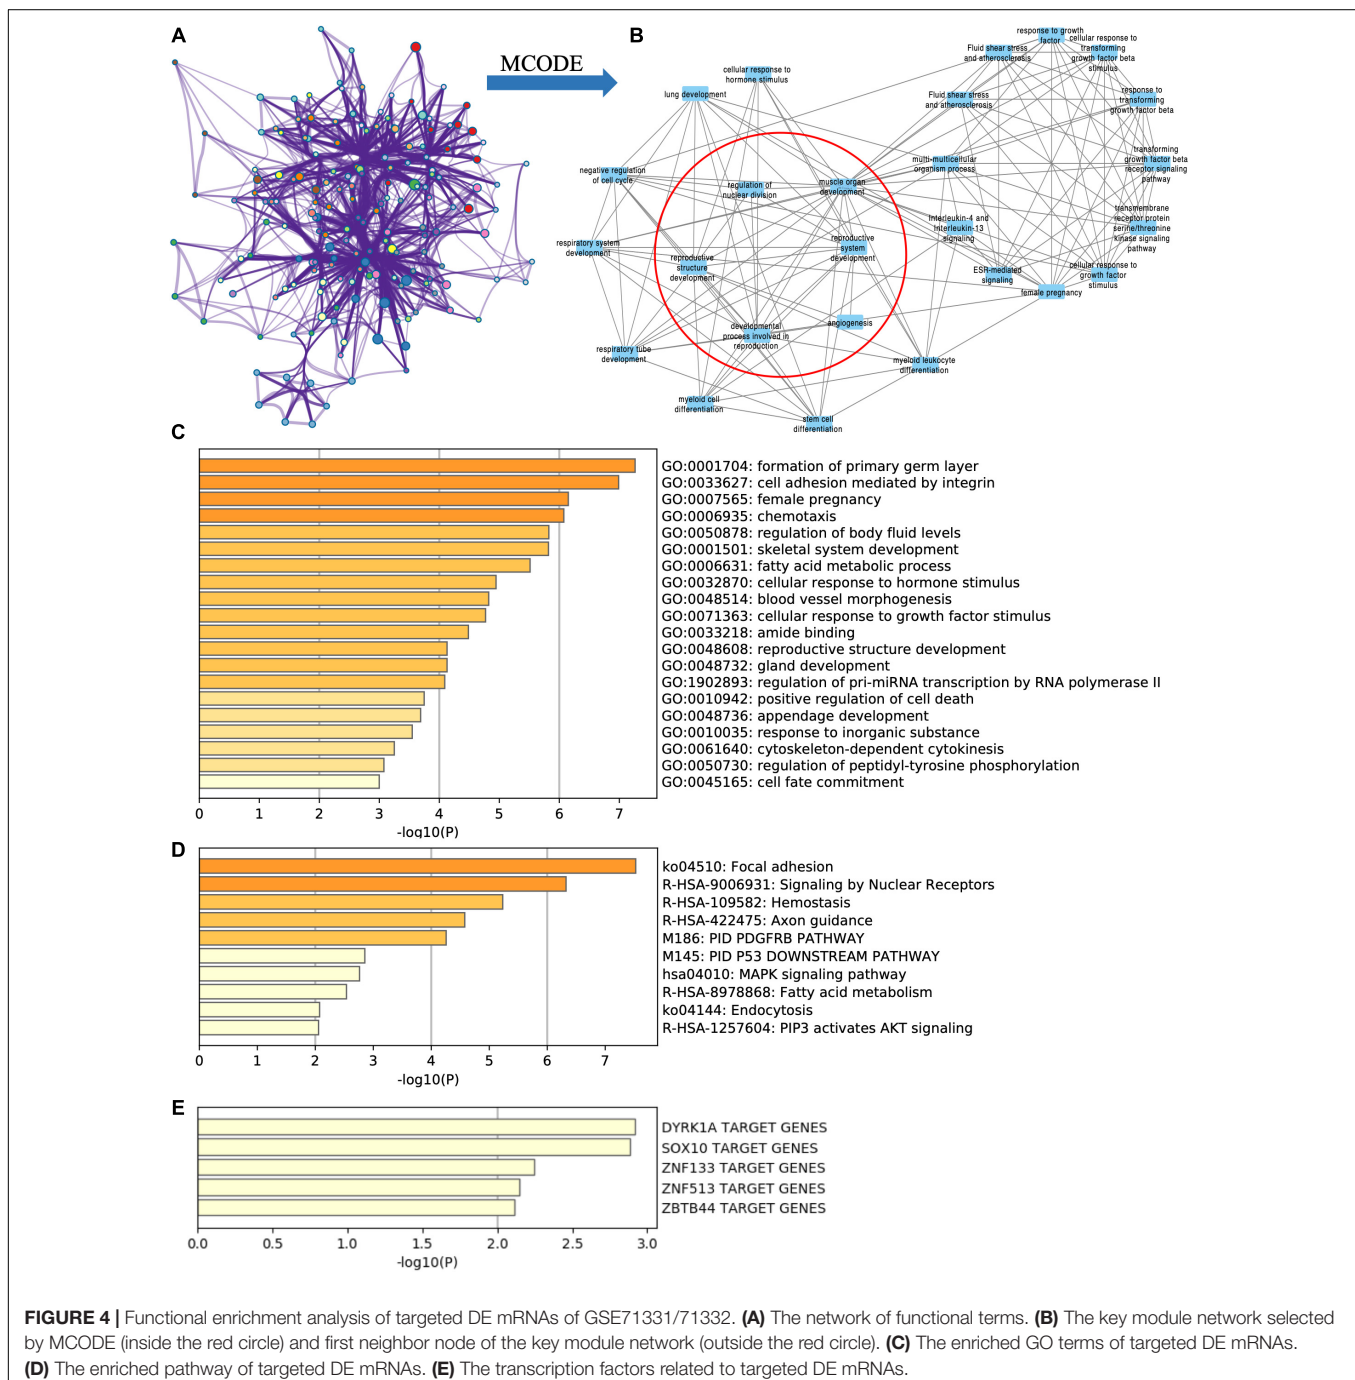 A
MCODE
B
response to growth
factor
cellular response to
transforming
growth factor beta
stimulus
Fluid shear stress
and atherosclerosis
cellular response to
hormone stimulus
lung development
Fluid shear stress
and atherosclerosis
response to
transforming
growth factor beta
negative regulation
of cell cycle
regulation of
nuclear division
muscle organ
development
multi-multicellular
organism process
transforming
growth factor beta
receptor signaling
pathway
respiratory system
development
reproductive
structure
development
reproductive
system
development
Interleukin-4 and
Interleukin-13
signaling
transmembrane
receptor protein
serine/threonine
kinase signaling
pathway
ESR-mediated
signaling
cellular response to
growth factor
stimulus
female pregnancy
respiratory tube
development
developmental
process involved in
reproduction
angiogenesis
myeloid leukocyte
differentiation
myeloid cell
differentiation
stem cell
differentiation
C
GO:0001704: formation of primary germ layer
GO:0033627: cell adhesion mediated by integrin
GO:0007565: female pregnancy
GO:0006935: chemotaxis
GO:0050878: regulation of body fluid levels
GO:0001501: skeletal system development
GO:0006631: fatty acid metabolic process
GO:0032870: cellular response to hormone stimulus
GO:0048514: blood vessel morphogenesis
GO:0071363: cellular response to growth factor stimulus
GO:0033218: amide binding
GO:0048608: reproductive structure development
GO:0048732: gland development
GO:1902893: regulation of pri-miRNA transcription by RNA polymerase II
GO:0010942: positive regulation of cell death
GO:0048736: appendage development
GO:0010035: response to inorganic substance
GO:0061640: cytoskeleton-dependent cytokinesis
GO:0050730: regulation of peptidyl-tyrosine phosphorylation
GO:0045165: cell fate commitment
0 1 2 3 4 5 6 7
-log10(P)
D
ko04510: Focal adhesion
R-HSA-9006931: Signaling by Nuclear Receptors
R-HSA-109582: Hemostasis
R-HSA-422475: Axon guidance
M186: PID PDGFRB PATHWAY
M145: PID P53 DOWNSTREAM PATHWAY
hsa04010: MAPK signaling pathway
R-HSA-8978868: Fatty acid metabolism
ko04144: Endocytosis
R-HSA-1257604: PIP3 activates AKT signaling
0 1 2 3 4 5 6 7
-log10(P)
E
DYRK1A TARGET GENES
SOX10 TARGET GENES
ZNF133 TARGET GENES
ZNF513 TARGET GENES
ZBTB44 TARGET GENES
0.0 0.5 1.0 1.5 2.0 2.5 3.0
-log10(P)
FIGURE 4 | Functional enrichment analysis of targeted DE mRNAs of GSE71331/71332. (A) The network of functional terms. (B) The key module network selected
by MCODE (inside the red circle) and first neighbor node of the key module network (outside the red circle). (C) The enriched GO terms of targeted DE mRNAs.
(D) The enriched pathway of targeted DE mRNAs. (E) The transcription factors related to targeted DE mRNAs.